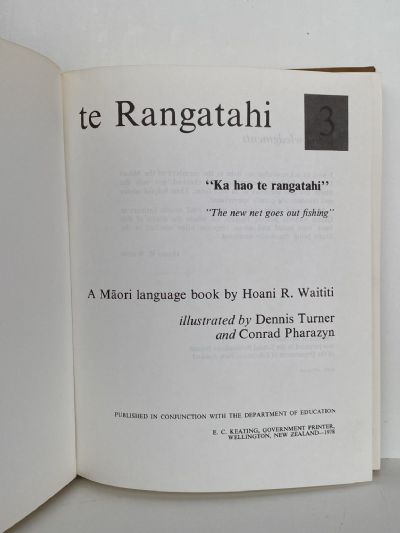 te Rangatahi 3
"Ka hao te rangatahi"
"The new net goes out fishing"
A Māori language book by Hoani R. Waititi
illustrated by Dennis Turner
and Conrad Pharazyn
PUBLISHED IN CONJUNCTION WITH THE DEPARTMENT OF EDUCATION
E. C. KEATING, GOVERNMENT PRINTER,
WELLINGTON, NEW ZEALAND—1978